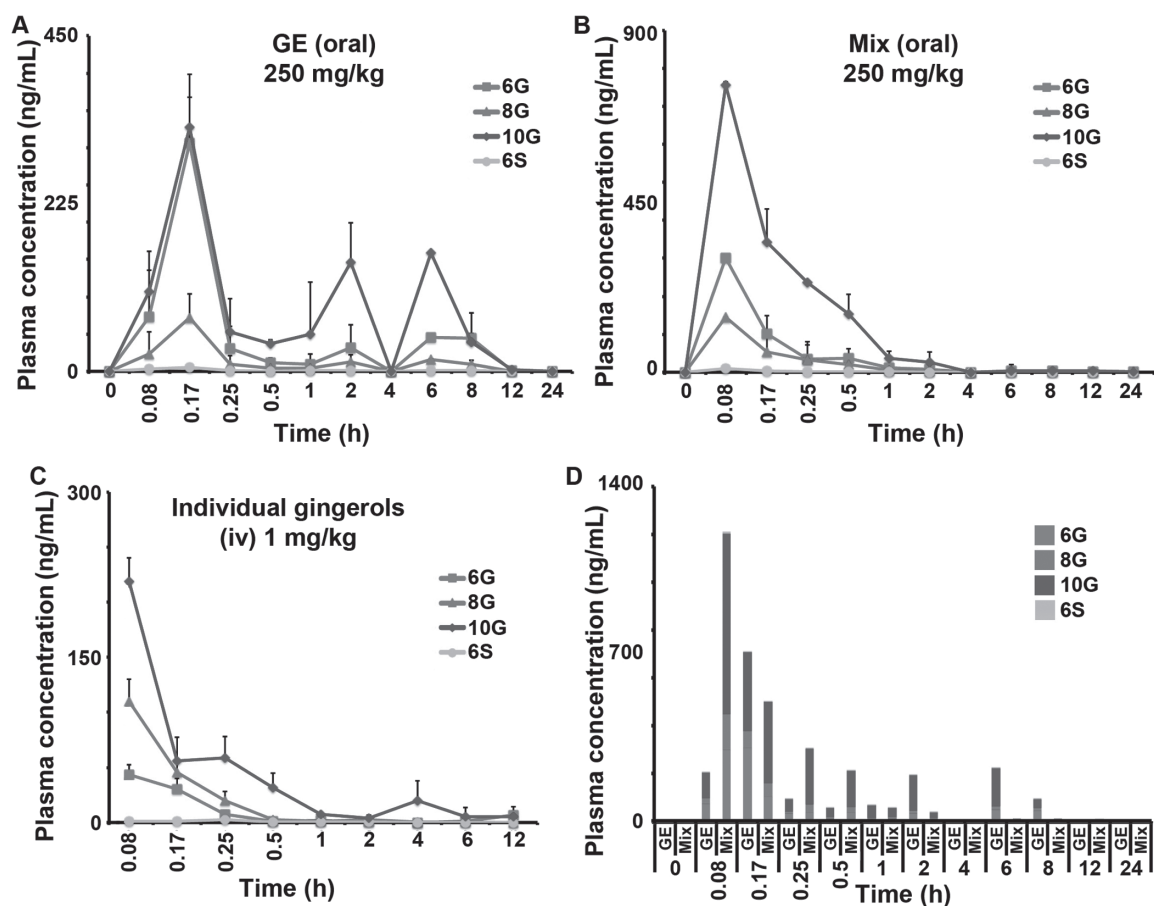 A
GE (oral)
250 mg/kg
Plasma concentration (ng/mL)
450
225
0
6G
8G
10G
6S
0 0.08 0.17 0.25 0.5 1 2 4 6 8 12 24
Time (h)
B
Mix (oral)
250 mg/kg
Plasma concentration (ng/mL)
900
450
0
6G
8G
10G
6S
0 0.08 0.17 0.25 0.5 1 2 4 6 8 12 24
Time (h)
C
Individual gingerols
(iv) 1 mg/kg
Plasma concentration (ng/mL)
300
150
0
6G
8G
10G
6S
0.08 0.17 0.25 0.5 1 2 4 6 12
Time (h)
D
Plasma concentration (ng/mL)
1400
700
0
6G
8G
10G
6S
GE Mix GE Mix GE Mix GE Mix GE Mix GE Mix GE Mix GE Mix GE Mix GE Mix GE Mix GE Mix
0 0.08 0.17 0.25 0.5 1 2 4 6 8 12 24
Time (h)